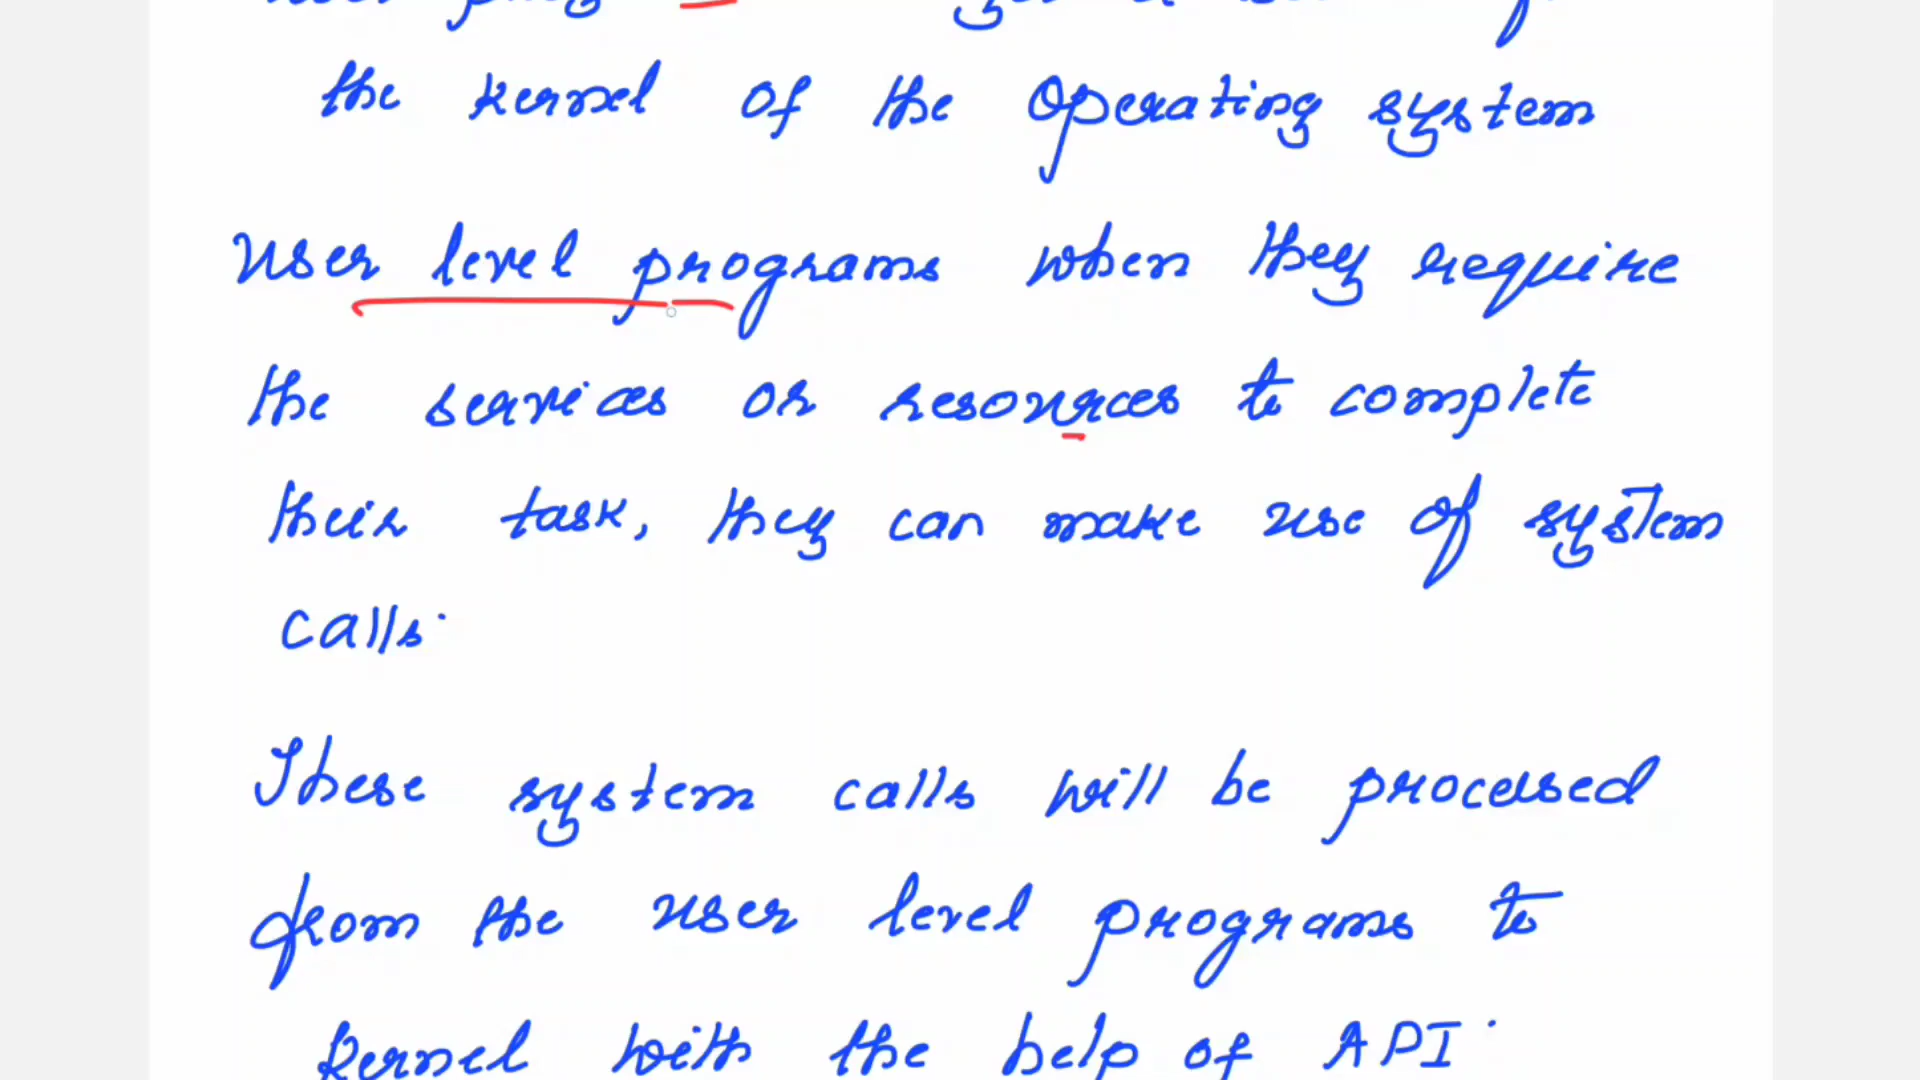 the kernel of the operating system
User level programs when they require
the services or resources to complete
their task, they can make use of system
calls.
These system calls will be processed
from the user level programs to
kernel with the help of API.